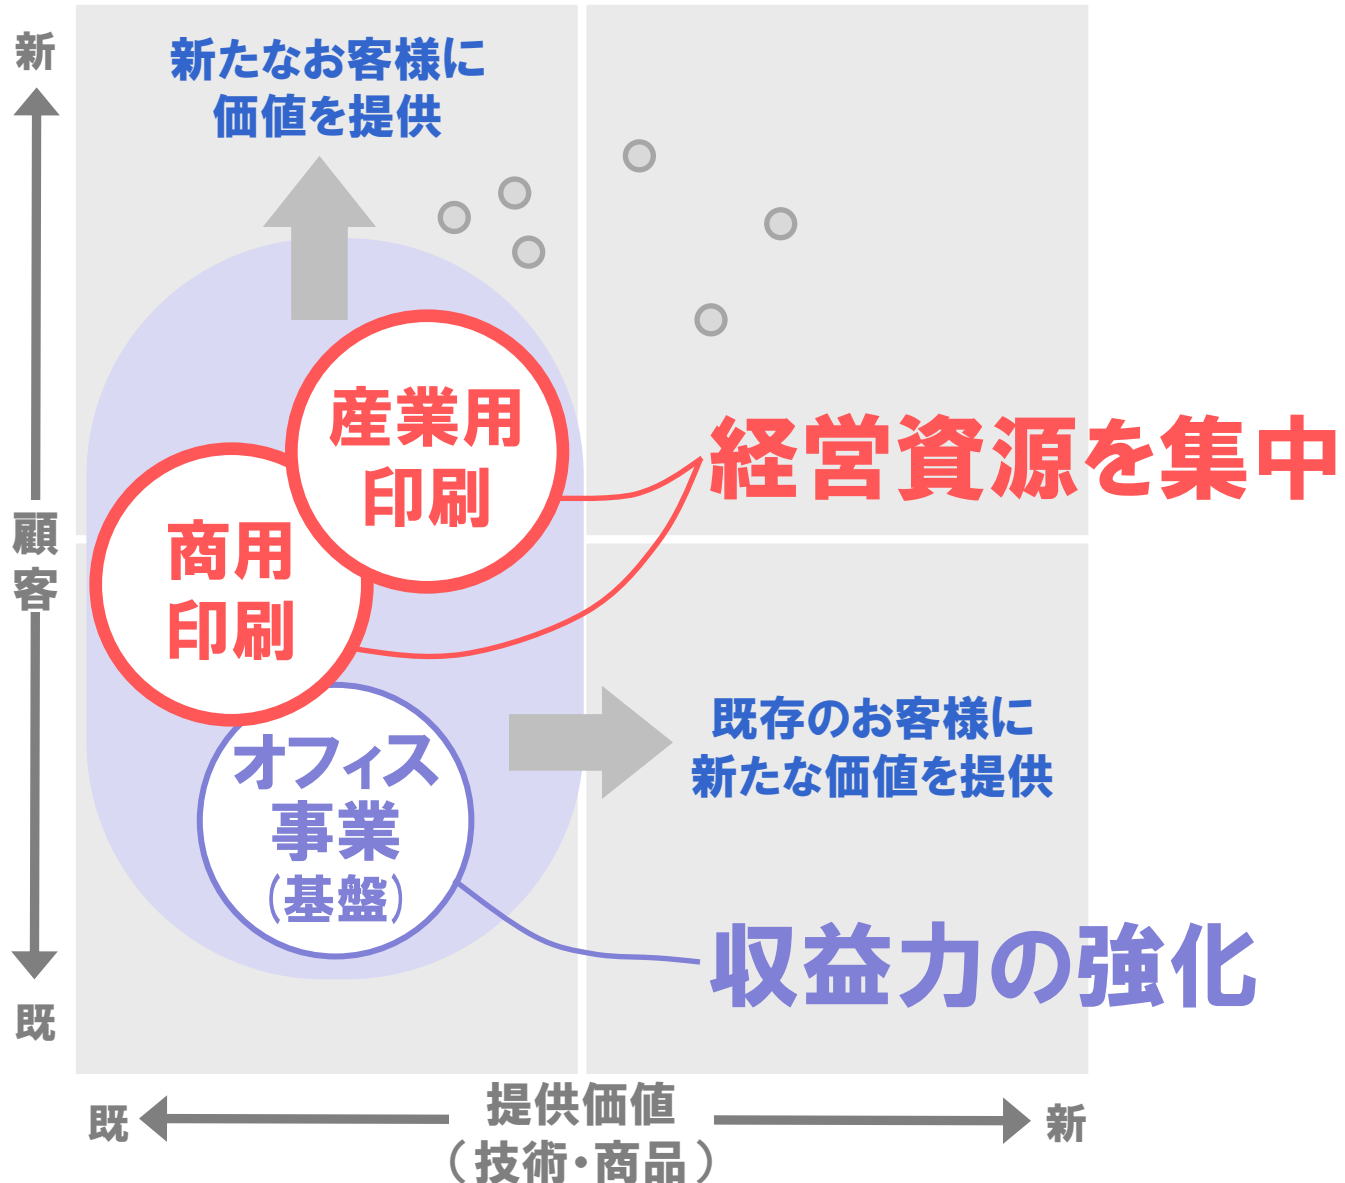 新
新たなお客様に
価値を提供
産業用
印刷
経営資源を集中
商用
印刷
顧
客
既存のお客様に
新たな価値を提供
オフィス
事業
(基盤)
収益力の強化
既
既
提供価値
(技術・商品)
新